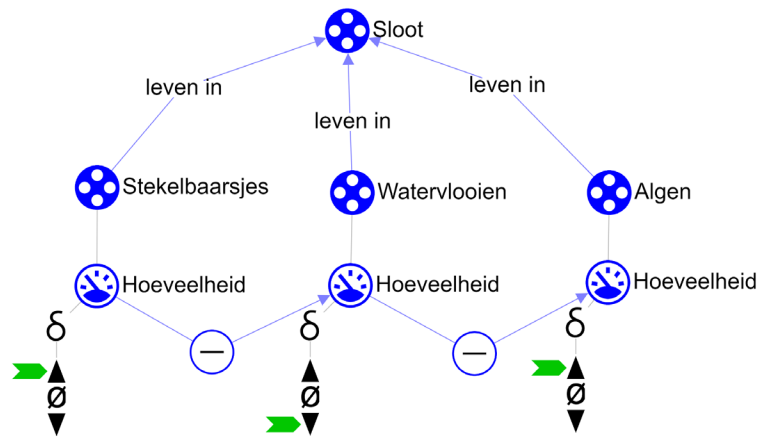 Sloot
leven in
leven in
leven in
Stekelbaarsjes
Watervlooien
Algen
Hoeveelheid
Hoeveelheid
Hoeveelheid
δ
δ
δ
–
–
Ø
Ø
Ø